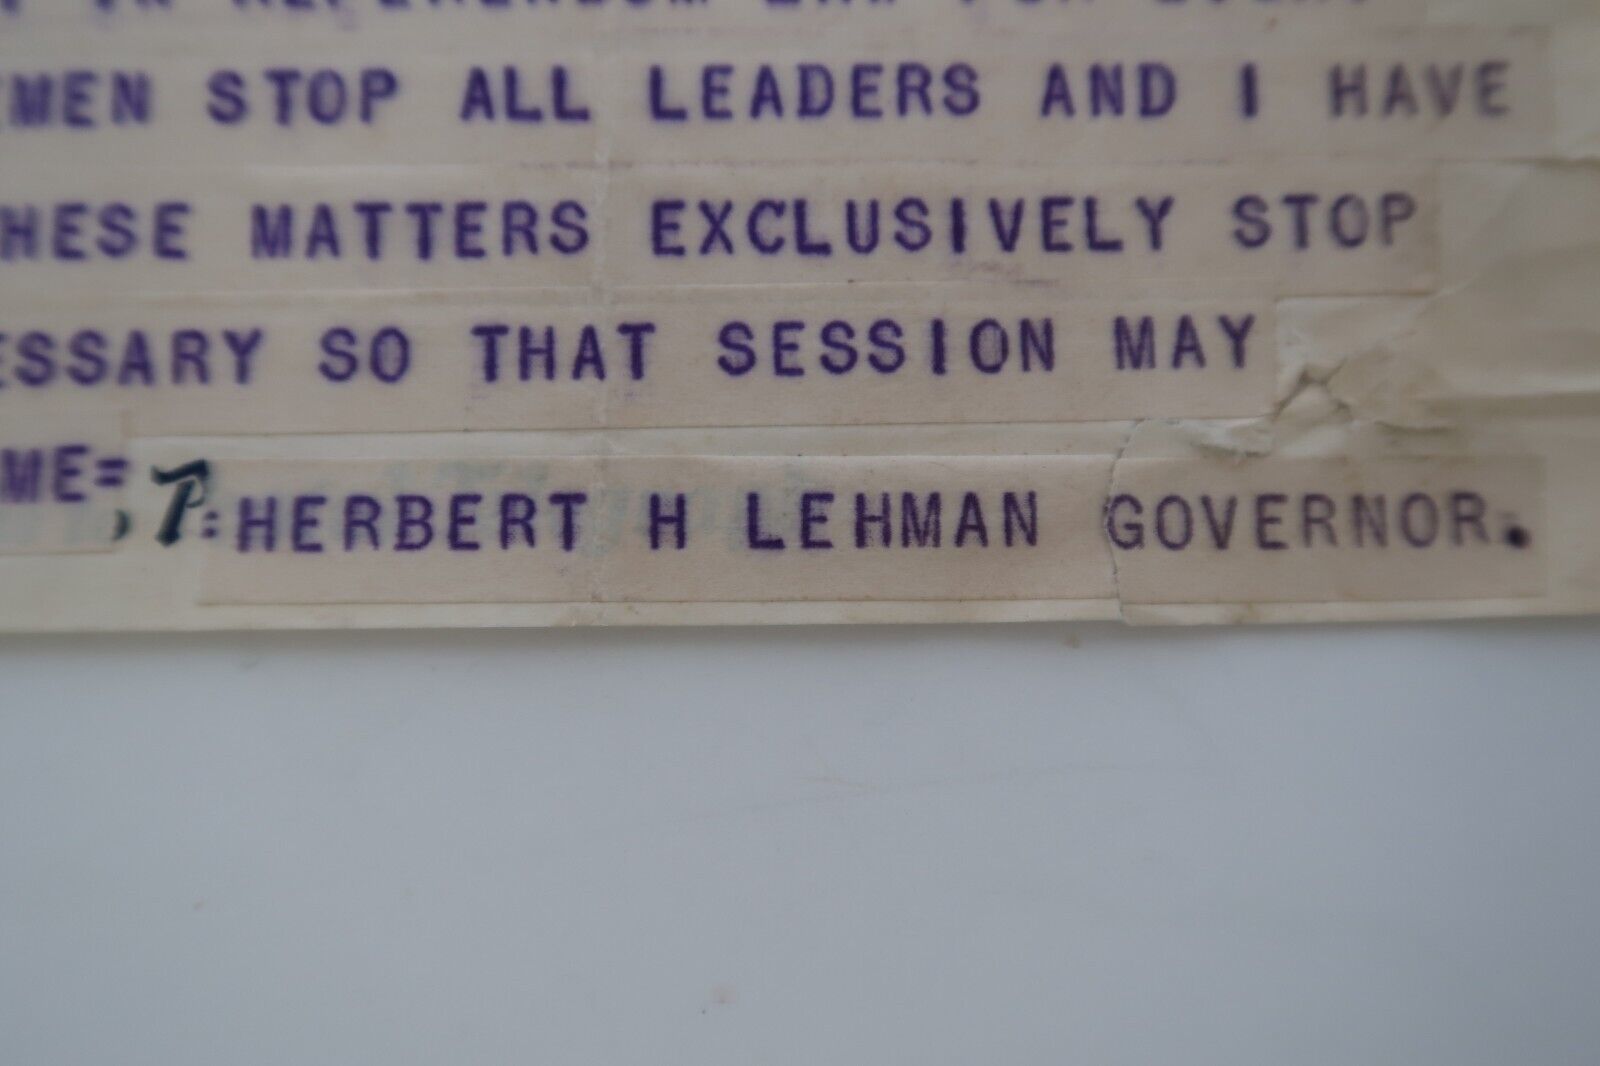 REFERENDUM
MEN STOP ALL LEADERS AND I HAVE
HESE MATTERS EXCLUSIVELY STOP
ESSARY SO THAT SESSION MAY
ME=
:HERBERT H LEHMAN GOVERNOR.